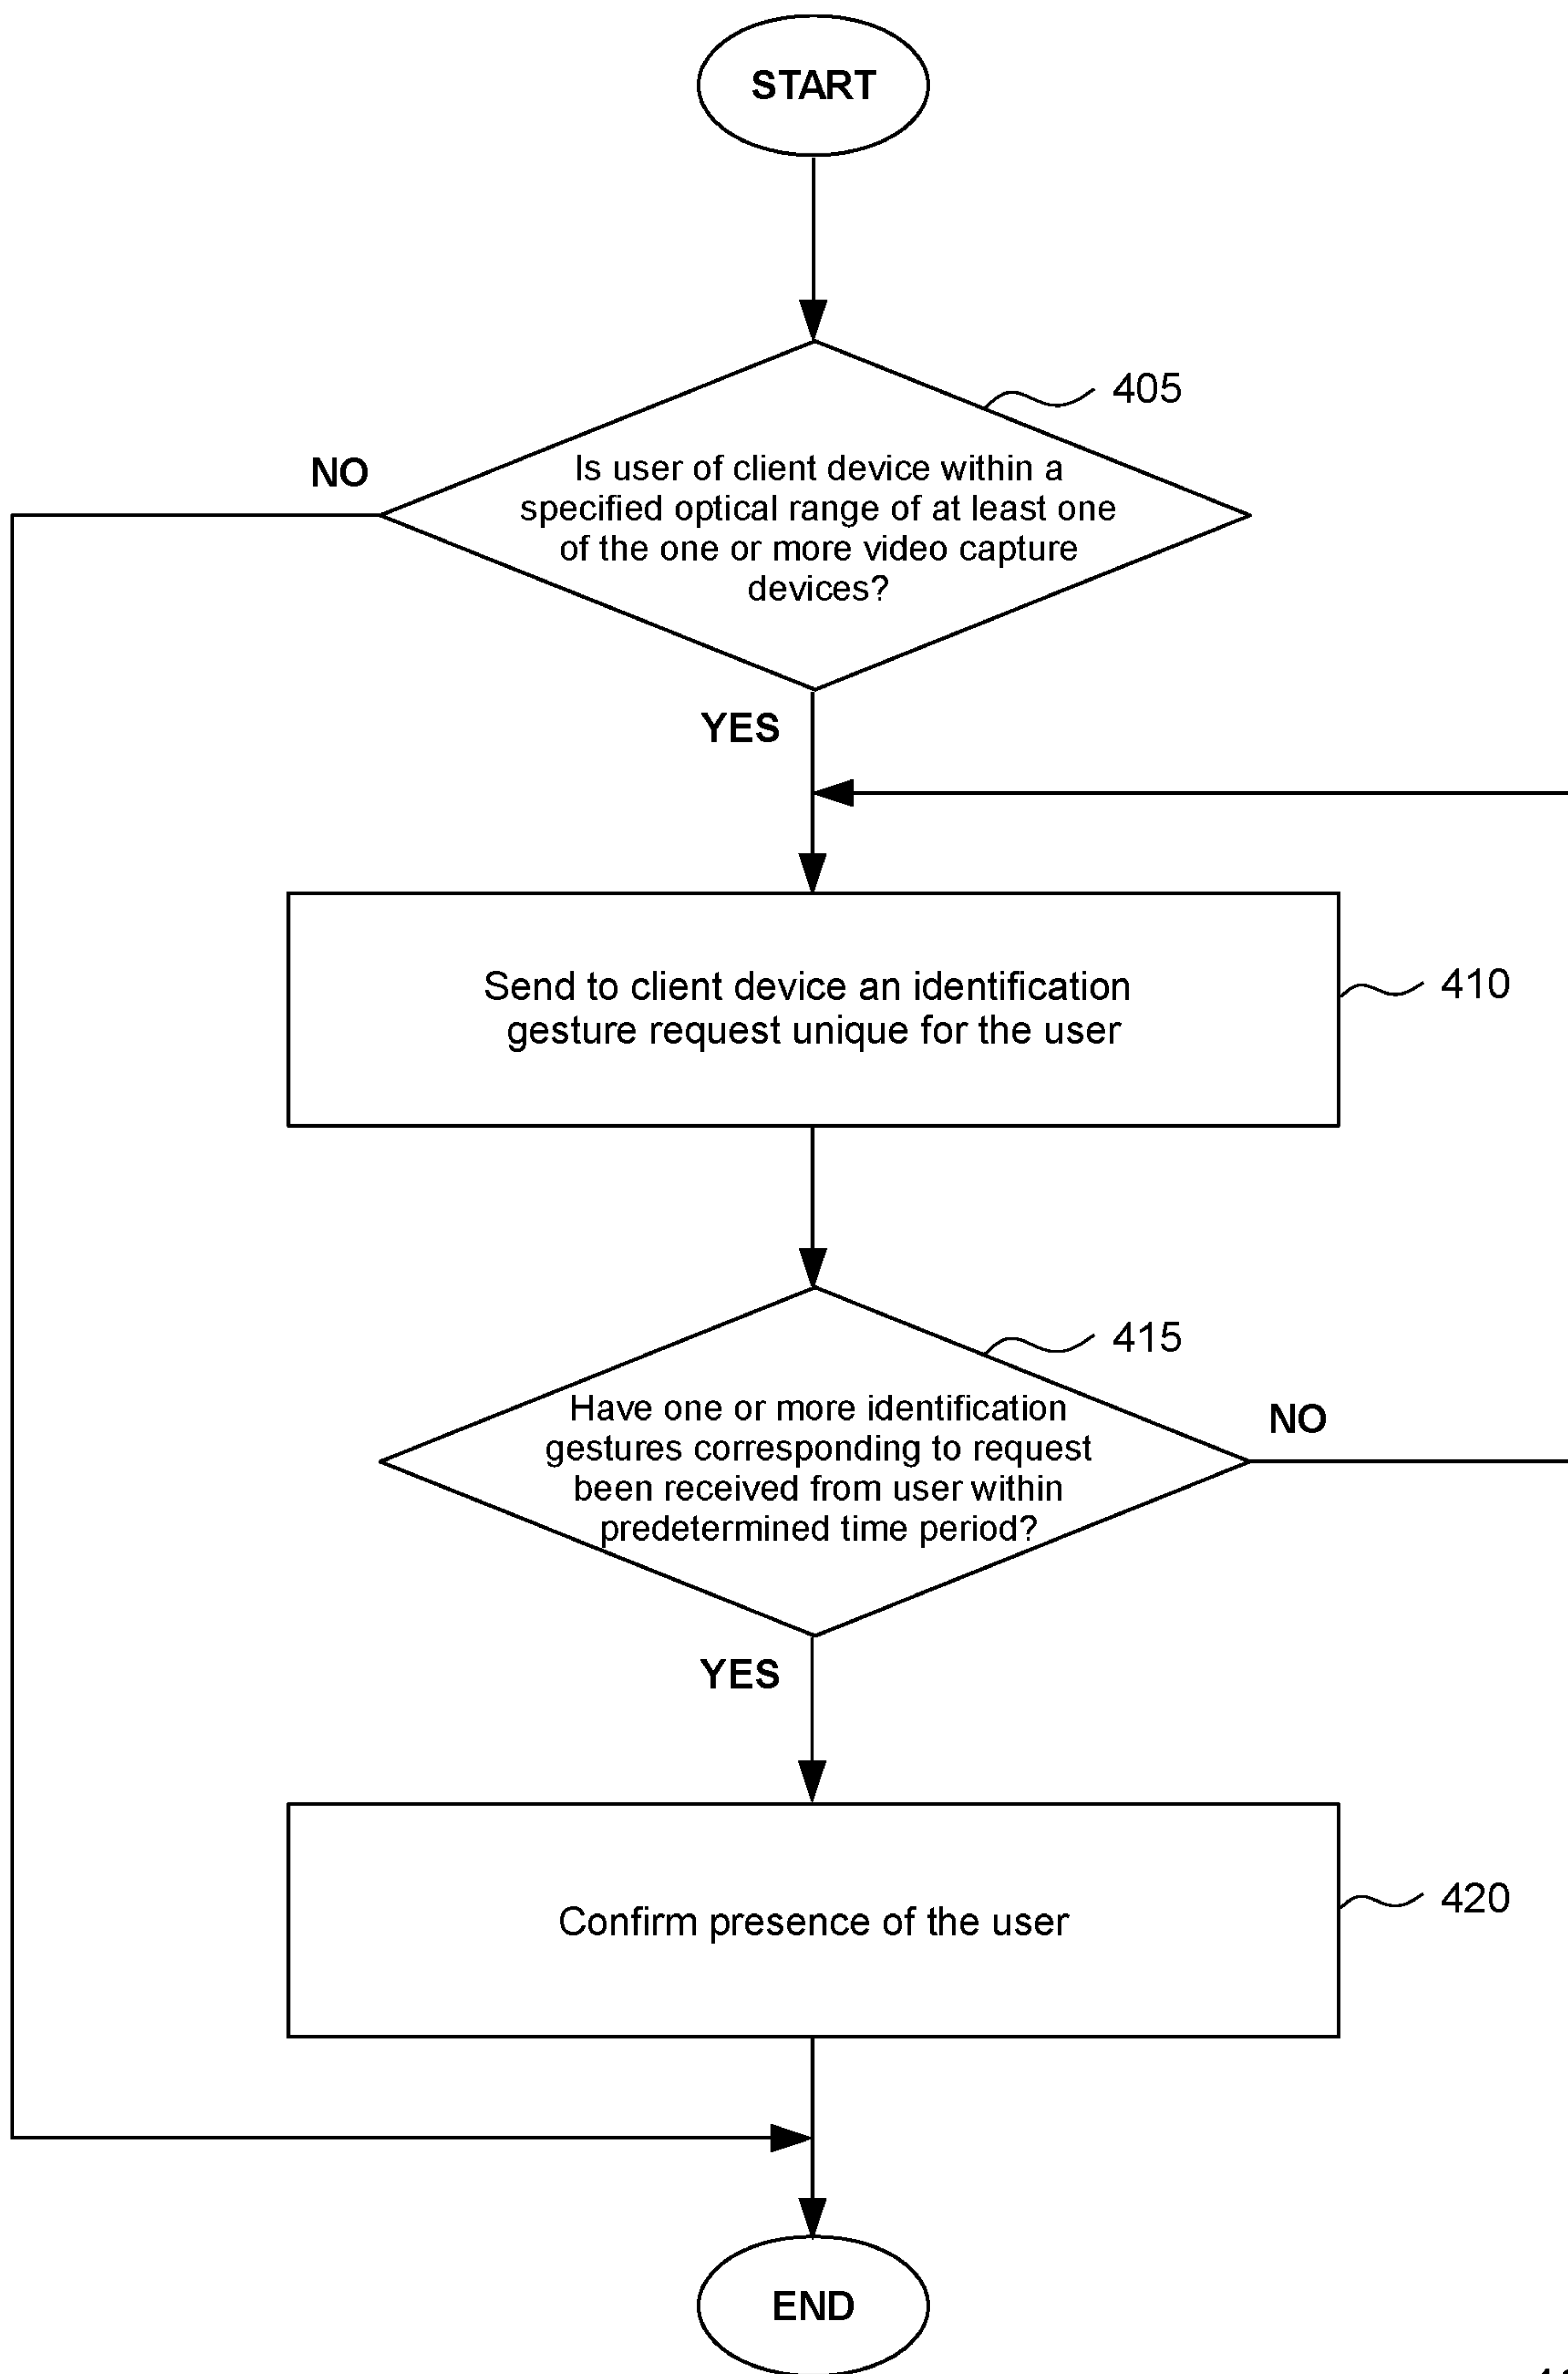 START
405
NO
Is user of client device within a
specified optical range of at least one
of the one or more video capture
devices?
YES
Send to client device an identification
gesture request unique for the user
410
415
Have one or more identification
gestures corresponding to request
been received from user within
predetermined time period?
NO
YES
Confirm presence of the user
420
END